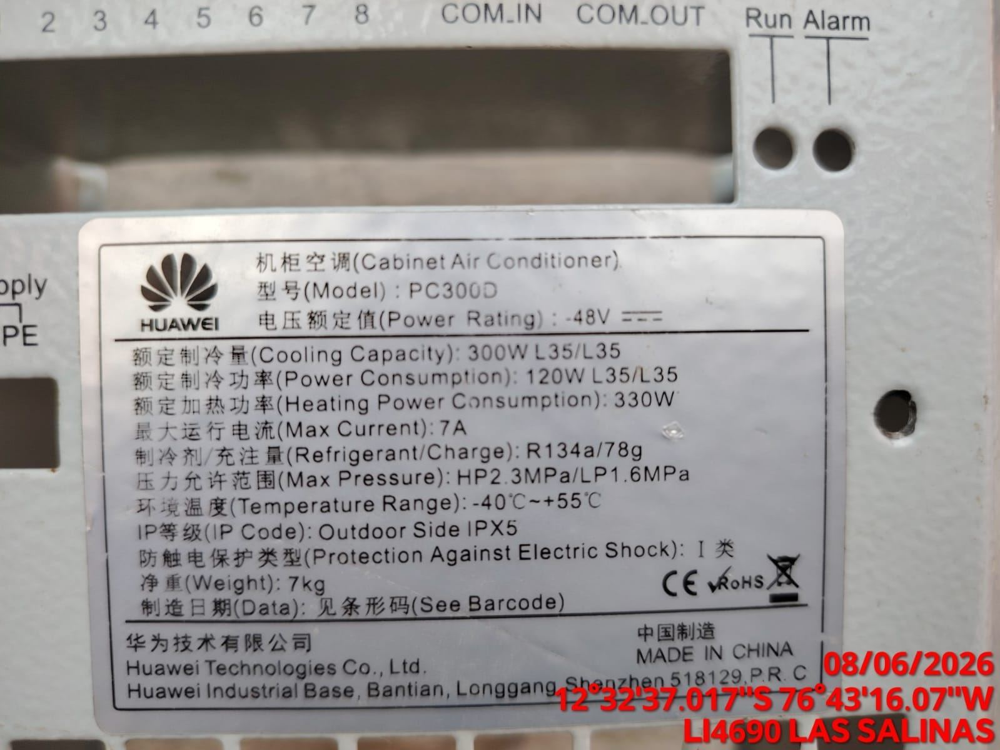 2 3 4 5 6 7 8 COM_IN COM_OUT Run Alarm
pply
PE
HUAWEI
机柜空调(Cabinet Air Conditioner)
型号(Model) : PC300D
电压额定值(Power Rating) : -48V
额定制冷量(Cooling Capacity): 300W L35/L35
额定制冷功率(Power Consumption): 120W L35/L35
额定加热功率(Heating Power Consumption): 330W
最大运行电流(Max Current): 7A
制冷剂/充注量(Refrigerant/Charge): R134a/78g
压力允许范围(Max Pressure): HP2.3MPa/LP1.6MPa
环境温度(Temperature Range): -40℃~+55℃
IP等级(IP Code): Outdoor Side IPX5
防触电保护类型(Protection Against Electric Shock): I 类
净重(Weight): 7kg
CE RoHS
制造日期(Data): 见条形码(See Barcode)
华为技术有限公司
中国制造
MADE IN CHINA
Huawei Technologies Co., Ltd.
Huawei Industrial Base, Bantian, Longgang Shenzhen 518129, P.R. C
08/06/2026
12°32'37.017"S 76°43'16.07"W
LI4690 LAS SALINAS